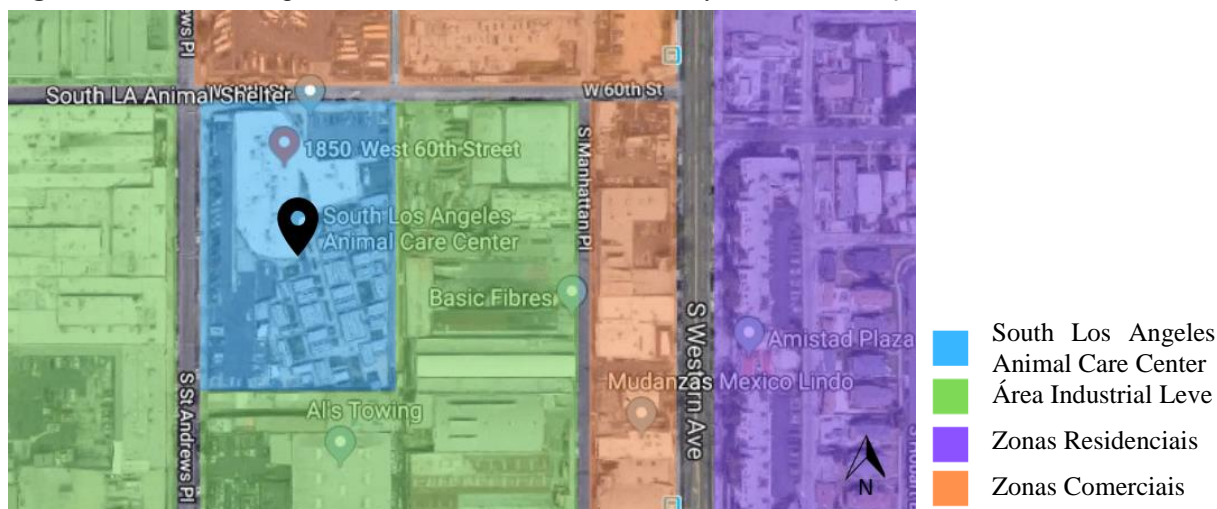 ws Pl
South LA Animal Shelter
W 60th St
1850 West 60th Street
S Manhattan Pl
South Los Angeles
Animal Care Center
Basic Fibres
S Western Ave
Amistad Plaza
Mudanzas Mexico Lindo
S St Andrews Pl
Al's Towing
N
South Los Angeles
Animal Care Center
Área Industrial Leve
Zonas Residenciais
Zonas Comerciais